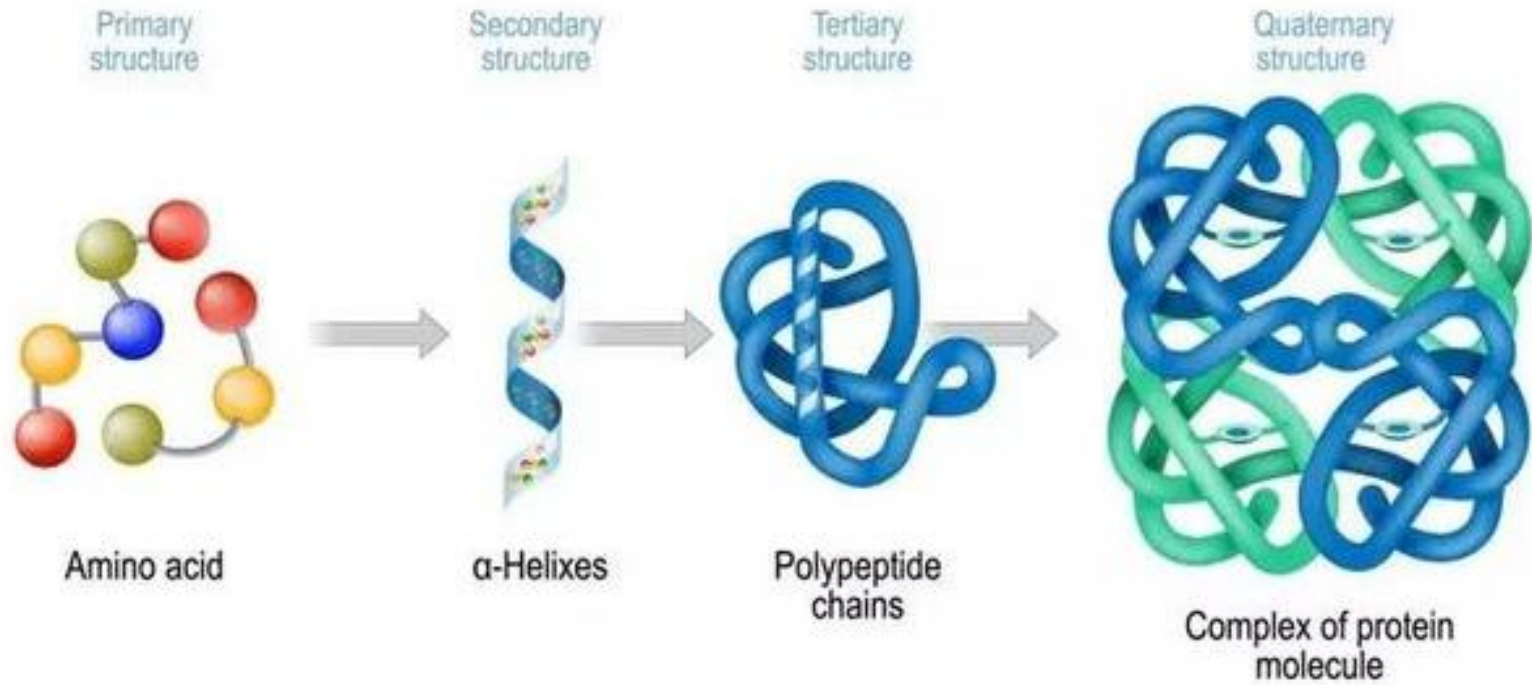 Primary
structure
Secondary
structure
Tertiary
structure
Quaternary
structure
Amino acid
α-Helixes
Polypeptide
chains
Complex of protein
molecule